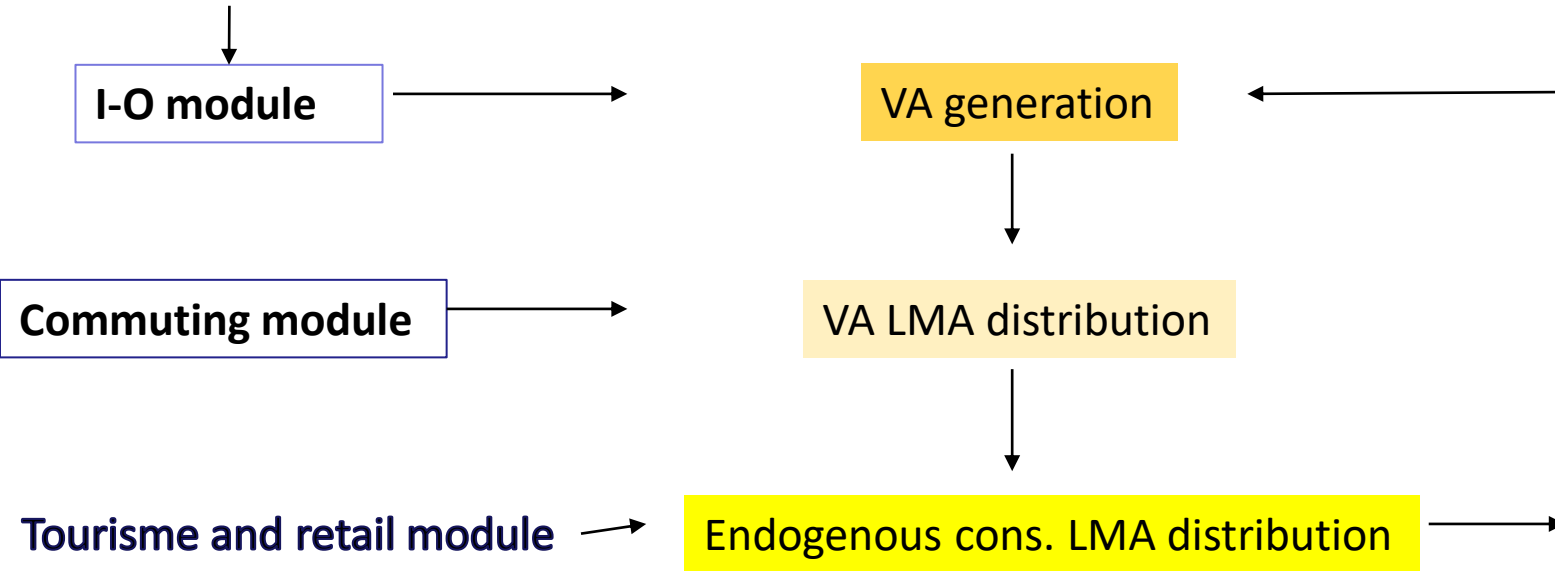 I-O module
VA generation
Commuting module
VA LMA distribution
Tourisme and retail module
Endogenous cons. LMA distribution